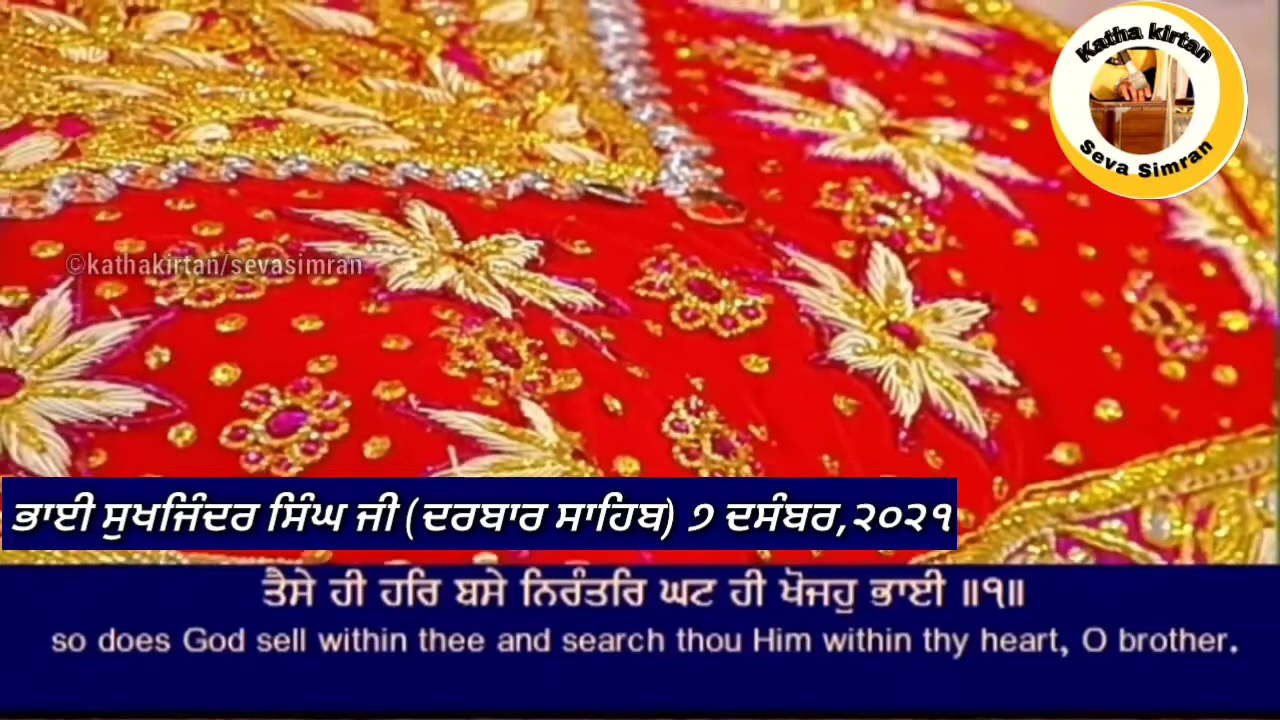 Katha kirtan
Seva Simran
©kathakirtan/sevasimran
ਭਾਈ ਸੁਖਜਿੰਦਰ ਸਿੰਘ ਜੀ (ਦਰਬਾਰ ਸਾਹਿਬ) ੭ ਦਸੰਬਰ,੨੦੨੧
ਤੈਸੇ ਹੀ ਹਰਿ ਬਸੇ ਨਿਰੰਤਰਿ ਘਟ ਹੀ ਖੋਜਹੁ ਭਾਈ ॥੧॥
so does God sell within thee and search thou Him within thy heart, O brother.